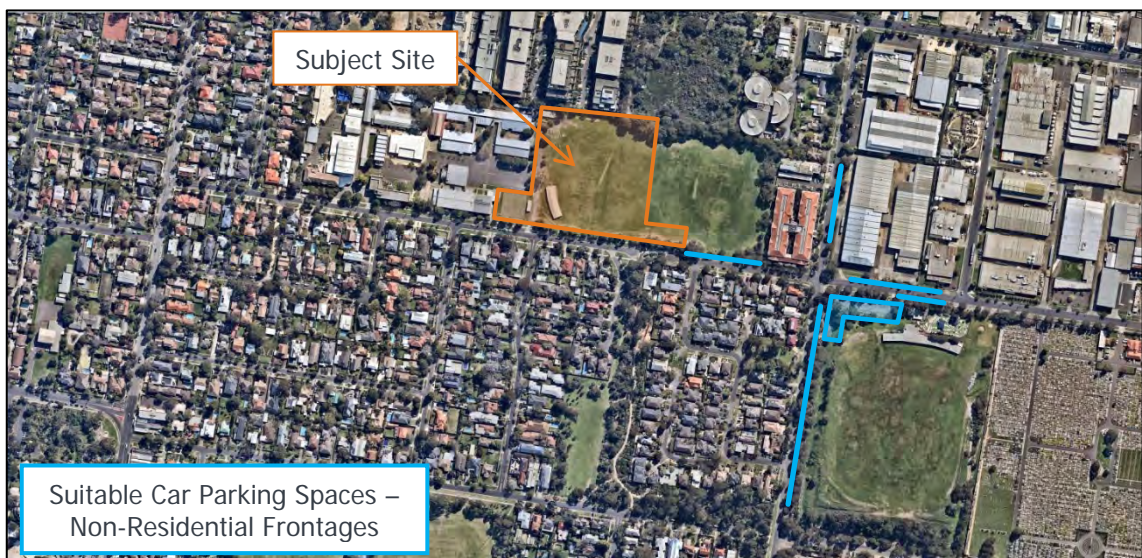 Subject Site
Suitable Car Parking Spaces –
Non-Residential Frontages